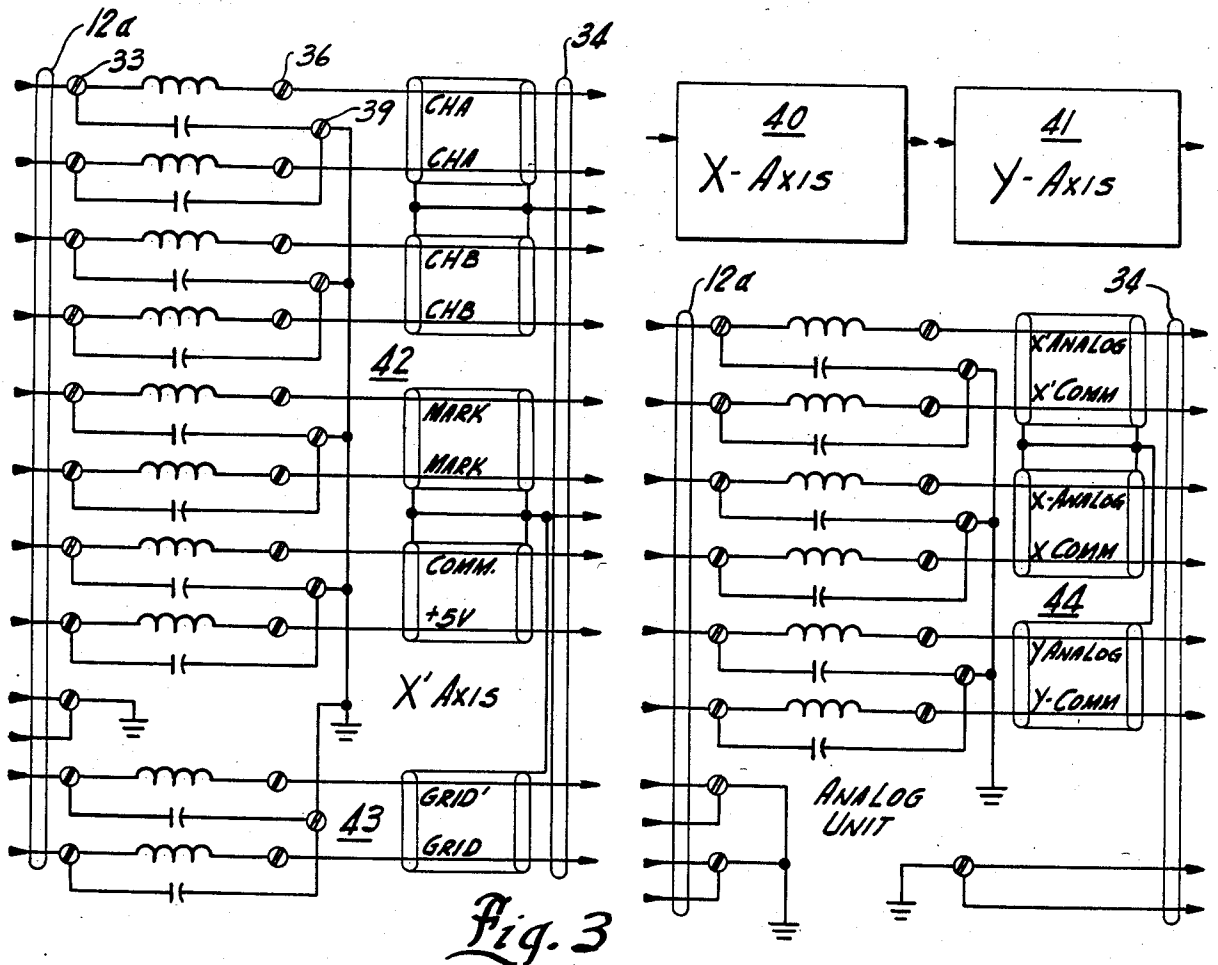 12a
33
36
34
39
CHA
CHA
CHB
CHB
42
MARK
MARK
COMM.
+5V
X' AXIS
43
GRID'
GRID
Fig. 3
40
X-AXIS
41
Y-AXIS
12a
34
X'ANALOG
X'COMM
X-ANALOG
X COMM
44
Y ANALOG
Y-COMM
ANALOG
UNIT